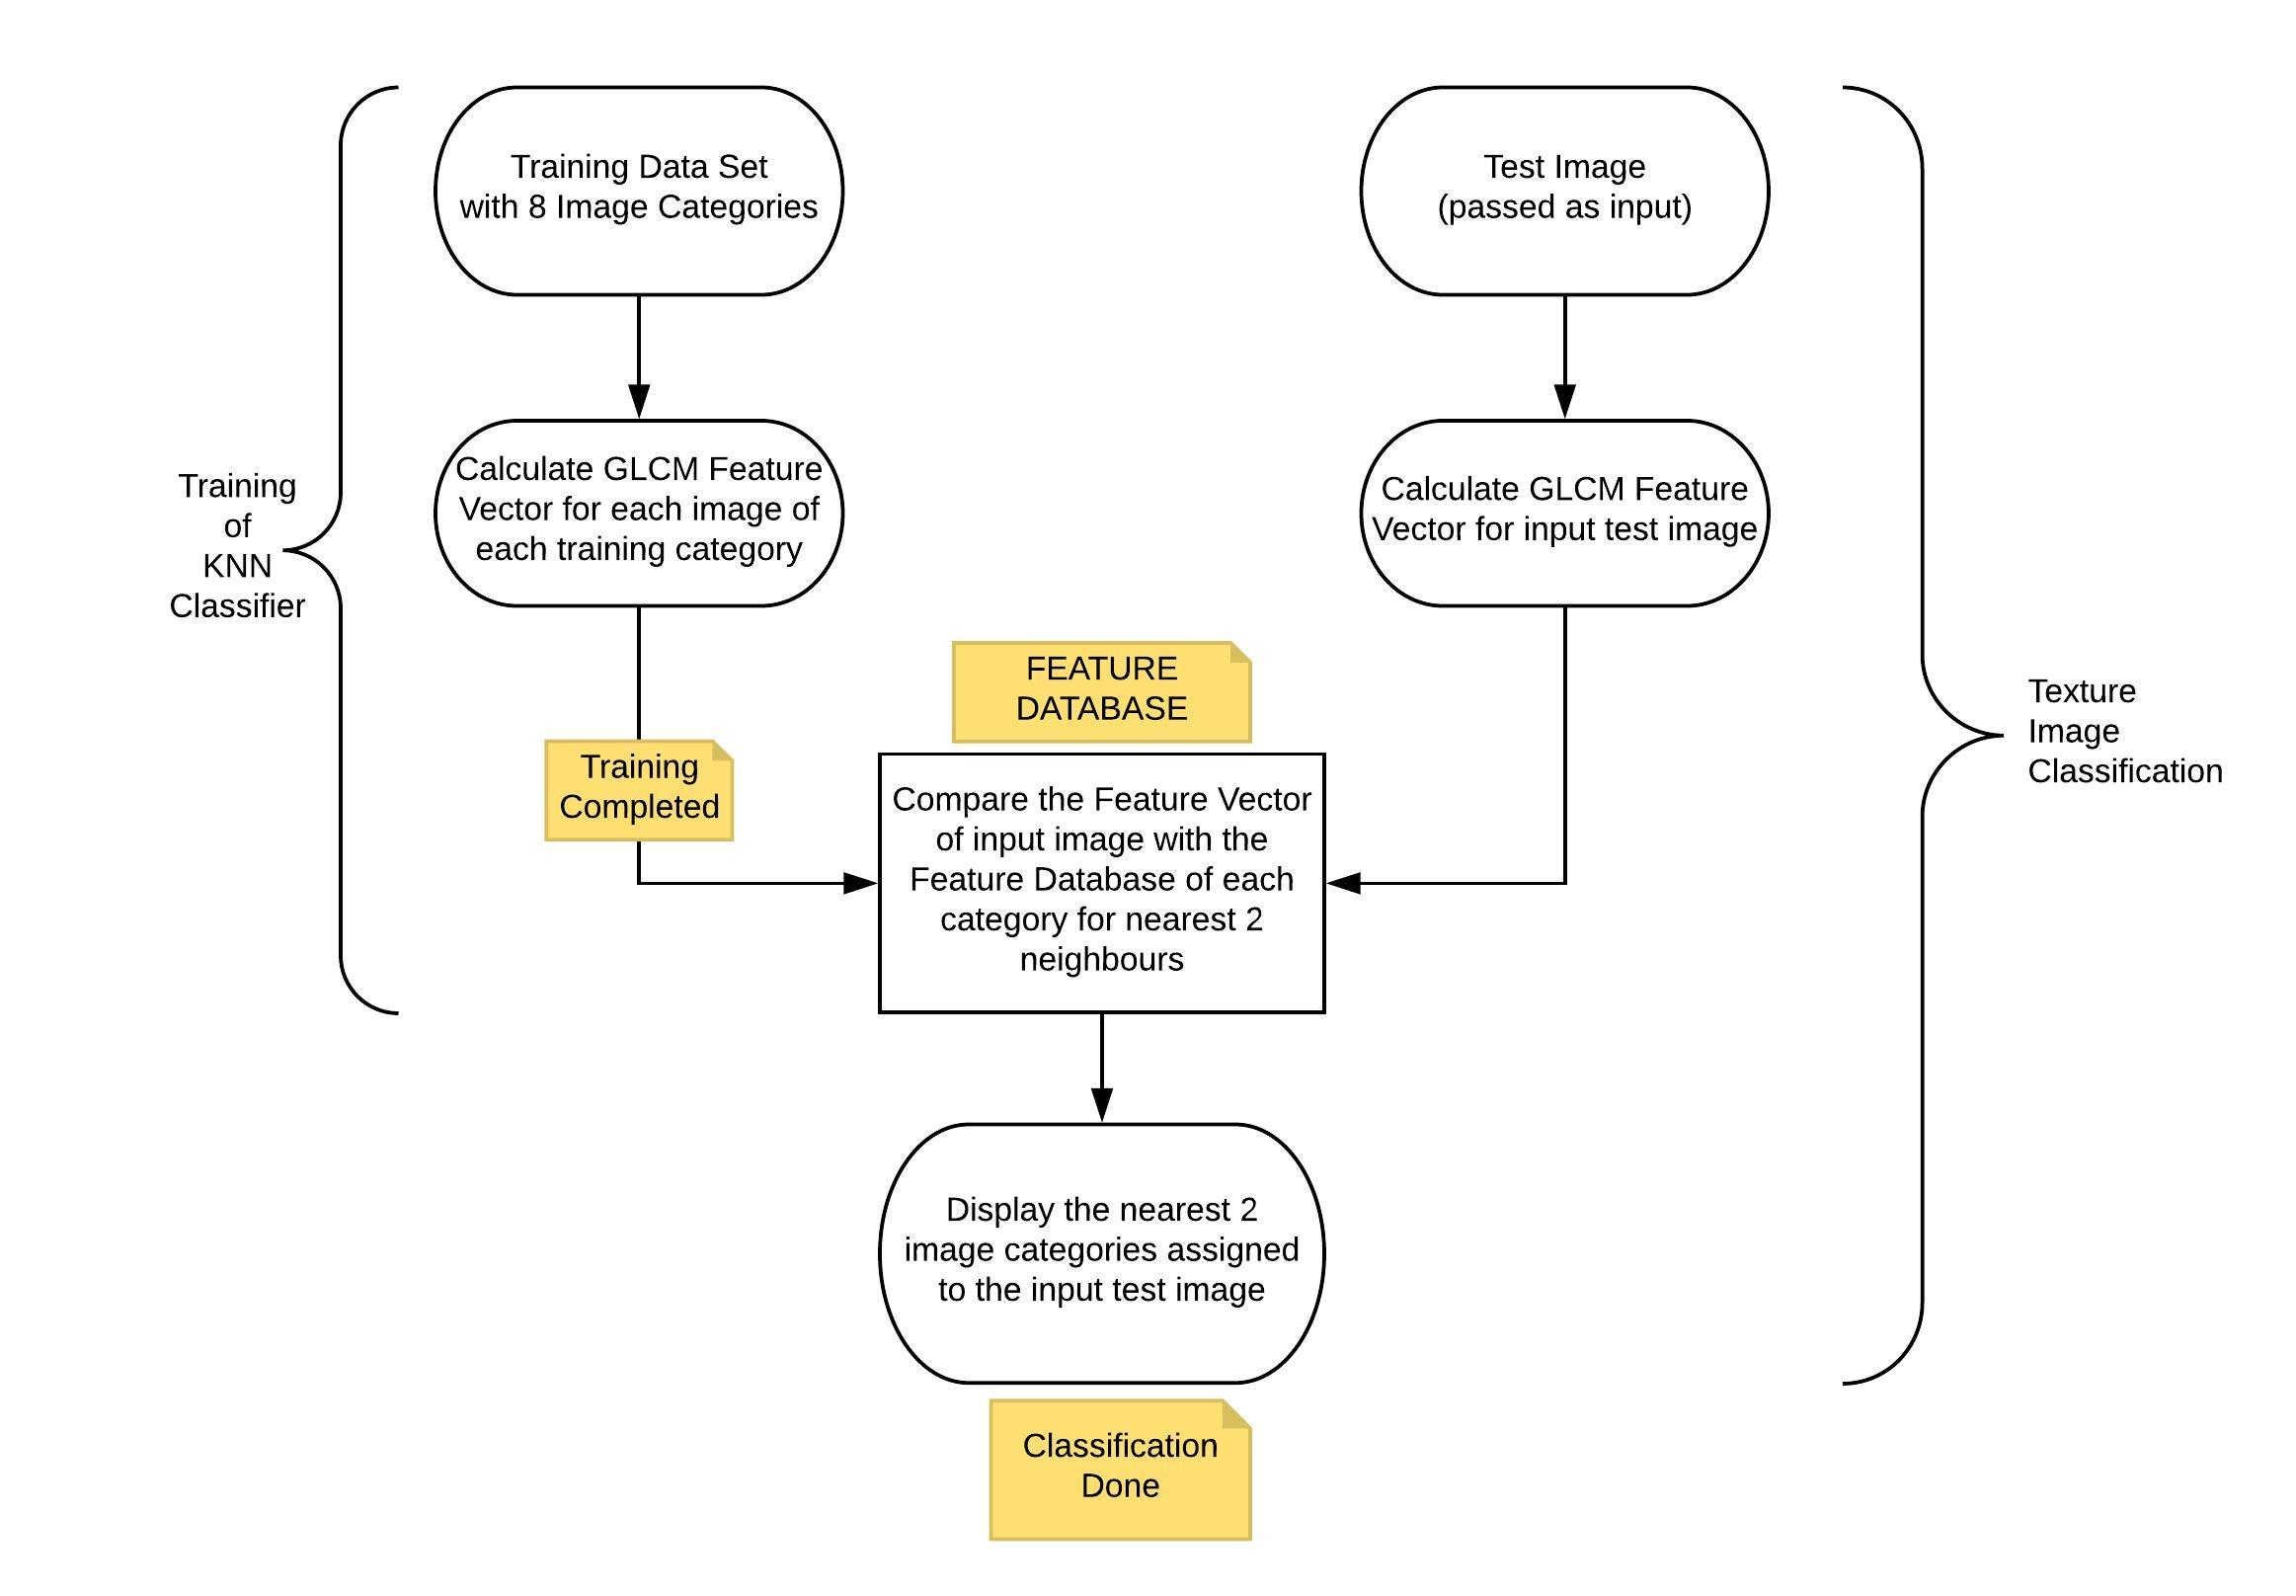 Training Data Set
with 8 Image Categories
Test Image
(passed as input)
Training
of
KNN
Classifier
Calculate GLCM Feature
Vector for each image of
each training category
Calculate GLCM Feature
Vector for input test image
FEATURE
DATABASE
Training
Completed
Texture
Image
Classification
Compare the Feature Vector
of input image with the
Feature Database of each
category for nearest 2
neighbours
Display the nearest 2
image categories assigned
to the input test image
Classification
Done